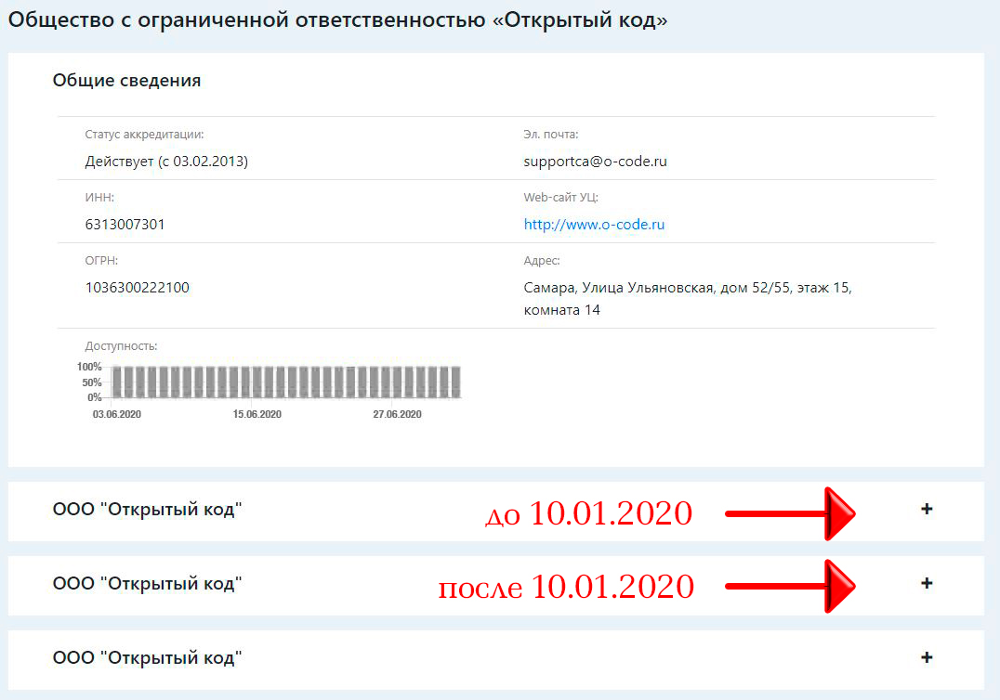 Общество с ограниченной ответственностью «Открытый код»
Общие сведения
Статус аккредитации:
Действует (с 03.02.2013)
Эл. почта:
supportca@o-code.ru
ИНН:
6313007301
Web-сайт УЦ:
http://www.o-code.ru
ОГРН:
1036300222100
Адрес:
Самара, Улица Ульяновская, дом 52/55, этаж 15,
комната 14
Доступность:
100%
50%
0%
03.06.2020 15.06.2020 27.06.2020
ООО "Открытый код" до 10.01.2020 +
ООО "Открытый код" после 10.01.2020 +
ООО "Открытый код" +